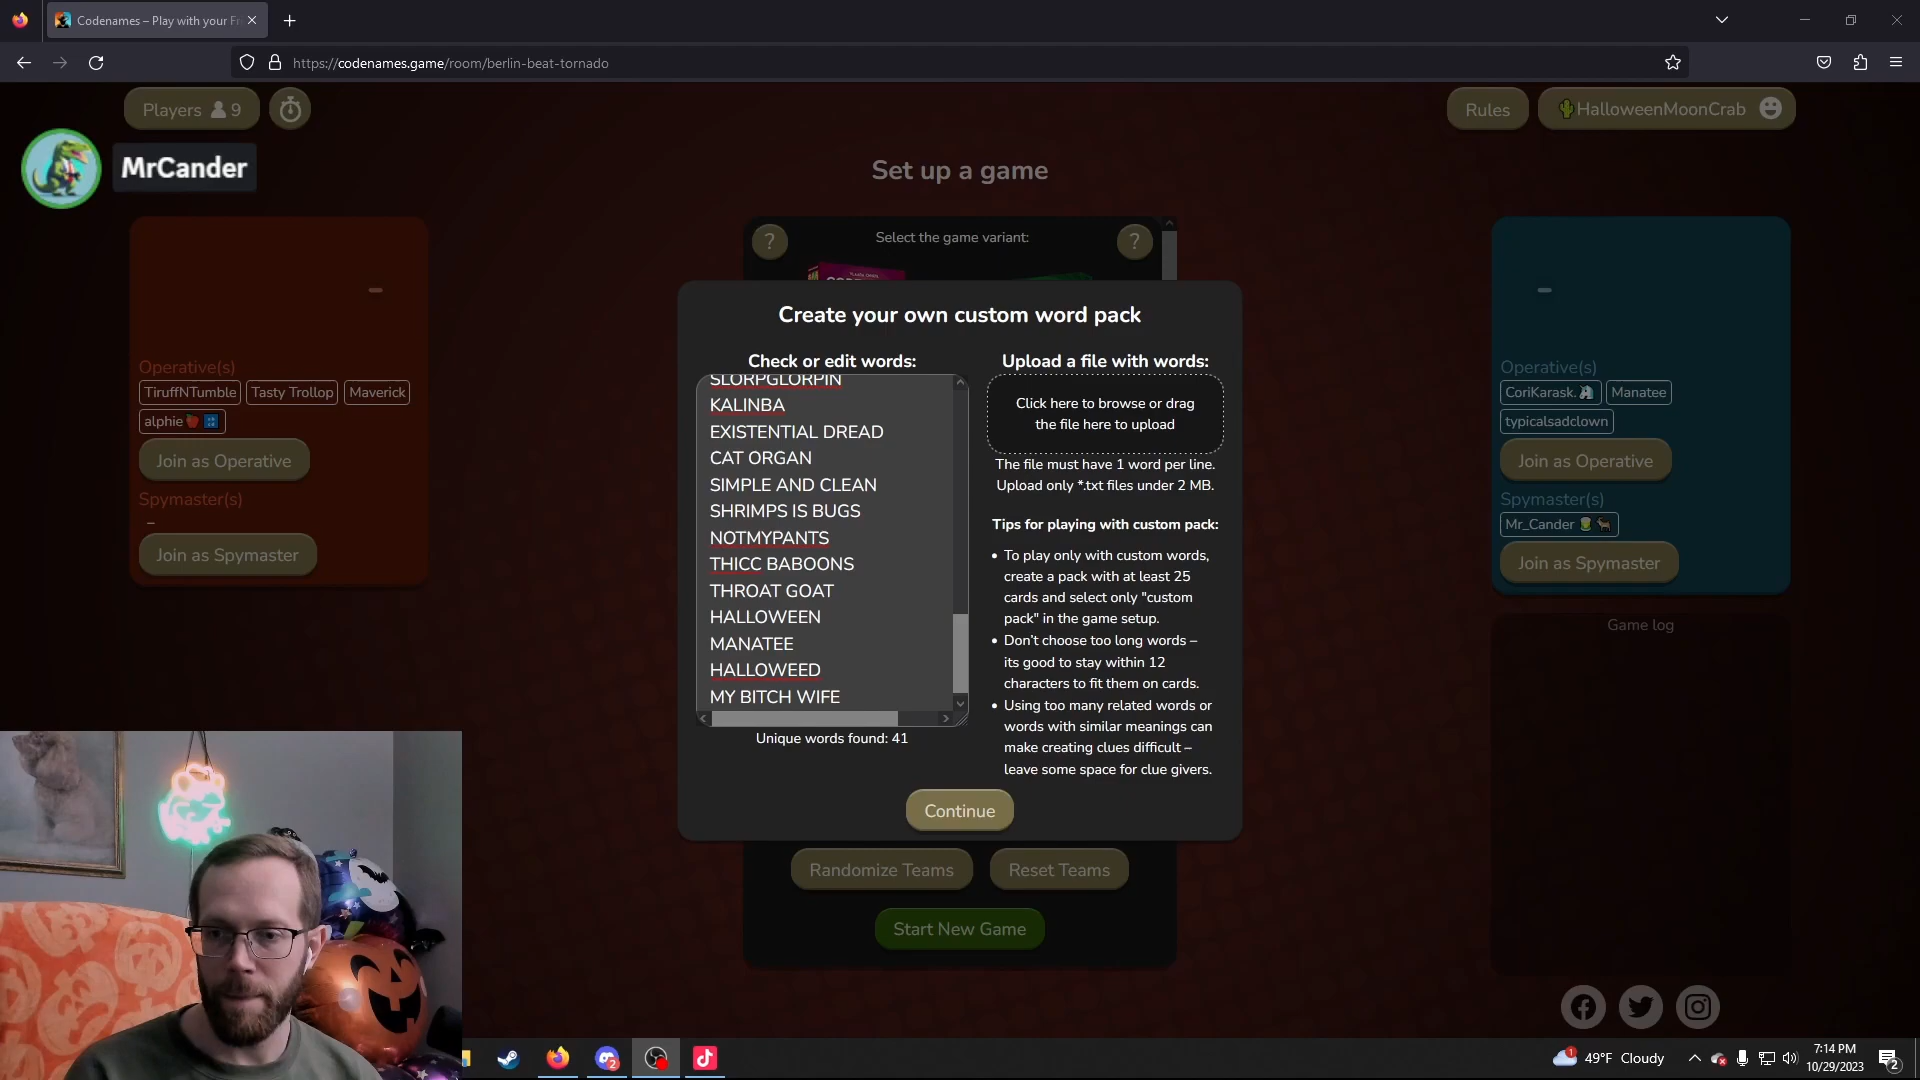 Codenames – Play with your Fr
https://codenames.game/room/berlin-beat-tornado
Players 9
Rules
HalloweenMoonCrab
MrCander
Set up a game
Select the game variant:
?
?
Create your own custom word pack
Check or edit words:
Upload a file with words:
SLORPGLORPIN
KALINBA
EXISTENTIAL DREAD
CAT ORGAN
SIMPLE AND CLEAN
SHRIMPS IS BUGS
NOTMYPANTS
THICC BABOONS
THROAT GOAT
HALLOWEEN
MANATEE
HALLOWEED
MY BITCH WIFE
Unique words found: 41
Click here to browse or drag
the file here to upload
The file must have 1 word per line.
Upload only *.txt files under 2 MB.
Tips for playing with custom pack:
• To play only with custom words,
create a pack with at least 25
cards and select only "custom
pack" in the game setup.
• Don't choose too long words –
its good to stay within 12
characters to fit them on cards.
• Using too many related words or
words with similar meanings can
make creating clues difficult –
leave some space for clue givers.
Continue
Randomize Teams
Reset Teams
Start New Game
–
Operative(s)
TiruffNTumble
Tasty Trollop
Maverick
alphie
Join as Operative
Spymaster(s)
–
Join as Spymaster
–
Operative(s)
CoriKarask.
Manatee
typicalsadclown
Join as Operative
Spymaster(s)
Mr_Cander
Join as Spymaster
Game log
2
1
49°F Cloudy
7:14 PM
10/29/2023
2